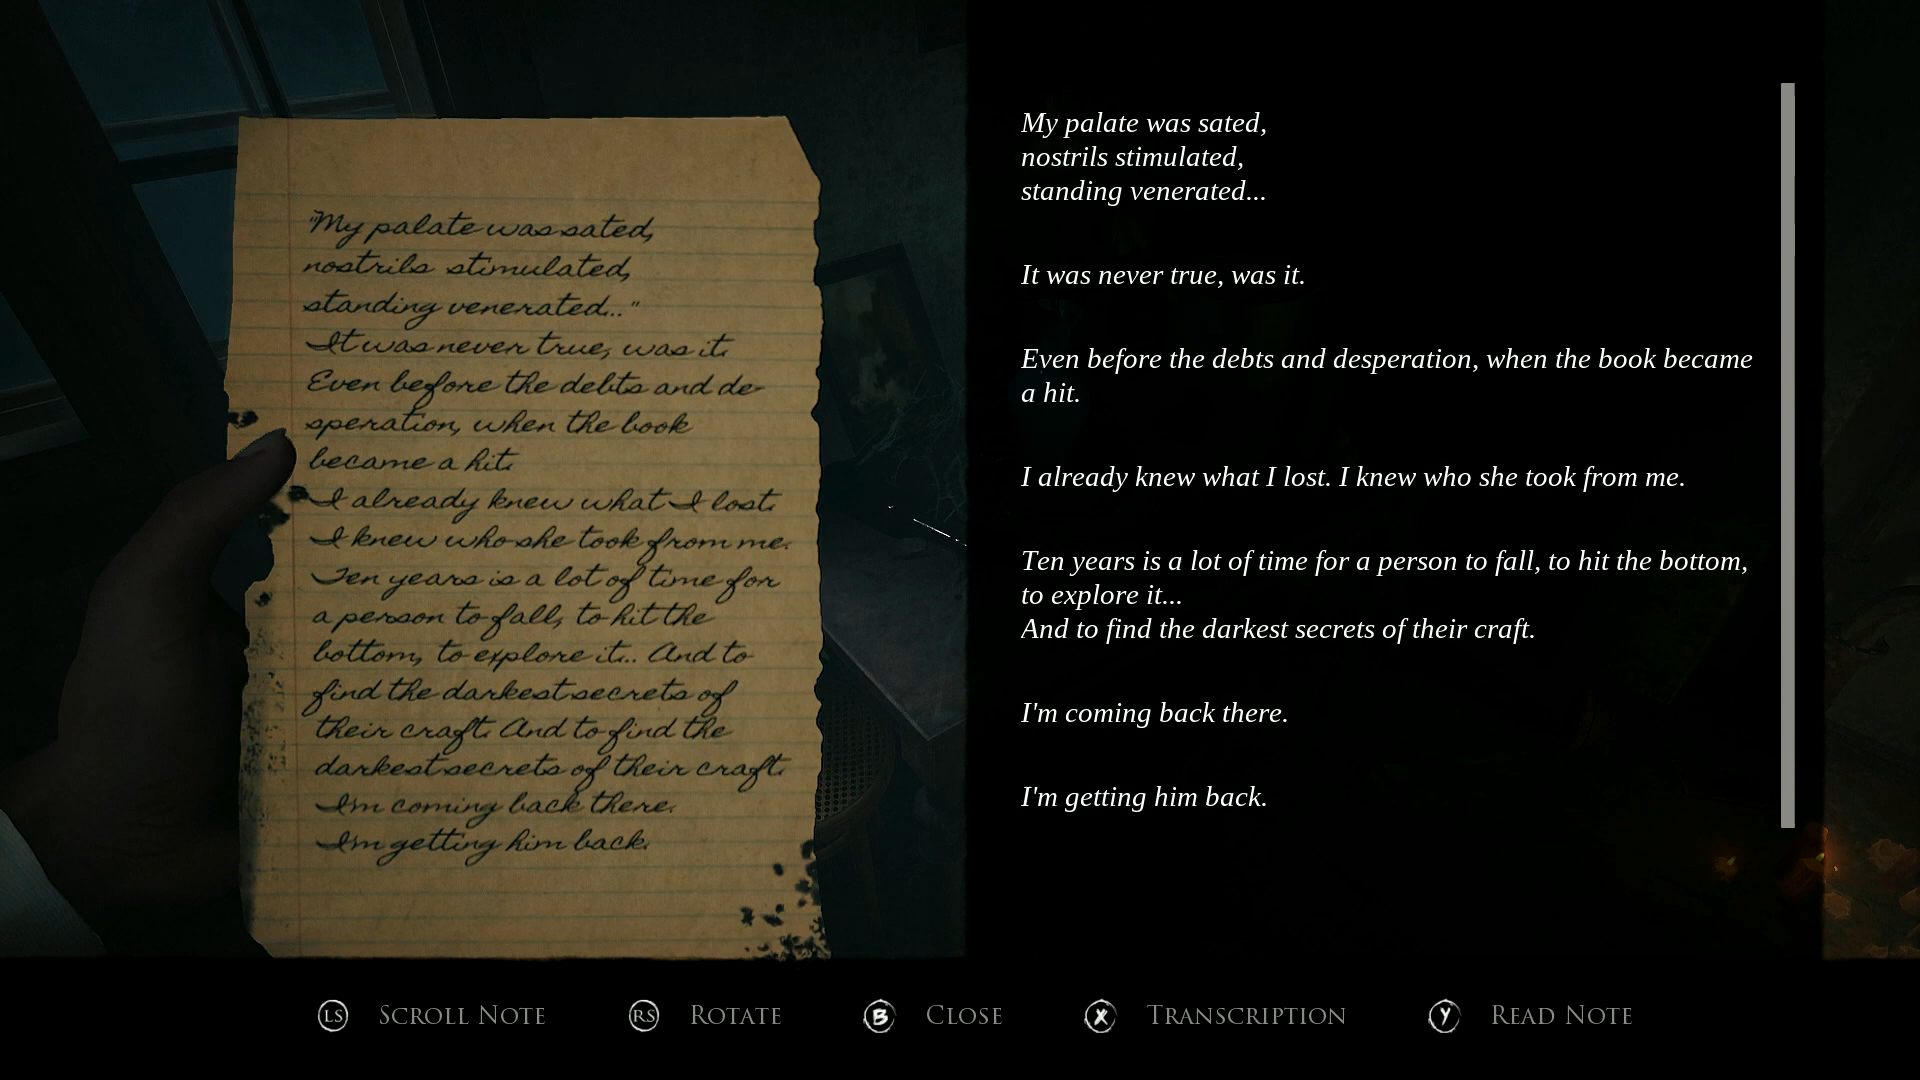 "My palate was sated,
nostrils stimulated,
standing venerated..."
It was never true, was it.
Even before the debts and de-
speration, when the book
became a hit.
I already knew what I lost.
I knew who she took from me.
Ten years is a lot of time for
a person to fall, to hit the
bottom, to explore it... And to
find the darkest secrets of
their craft. And to find the
darkest secrets of their craft.
I'm coming back there.
I'm getting him back.
My palate was sated,
nostrils stimulated,
standing venerated...
It was never true, was it.
Even before the debts and desperation, when the book became
a hit.
I already knew what I lost. I knew who she took from me.
Ten years is a lot of time for a person to fall, to hit the bottom,
to explore it...
And to find the darkest secrets of their craft.
I'm coming back there.
I'm getting him back.
LS SCROLL NOTE RS ROTATE B CLOSE X TRANSCRIPTION Y READ NOTE